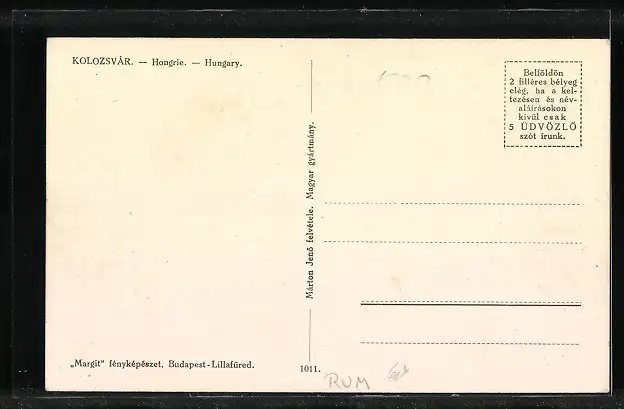 KOLOZSVÁR. — Hongrie. — Hungary.
Belföldön
2 filléres bélyeg
elég, ha a kel-
tezésen és név-
aláírásokon
kívül csak
5 ÜDVÖZLŐ
szót írunk.
Márton Jenő felvétele. Magyar gyártmány.
„Margit" fényképészet, Budapest-Lillafüred.
1011.
RUM